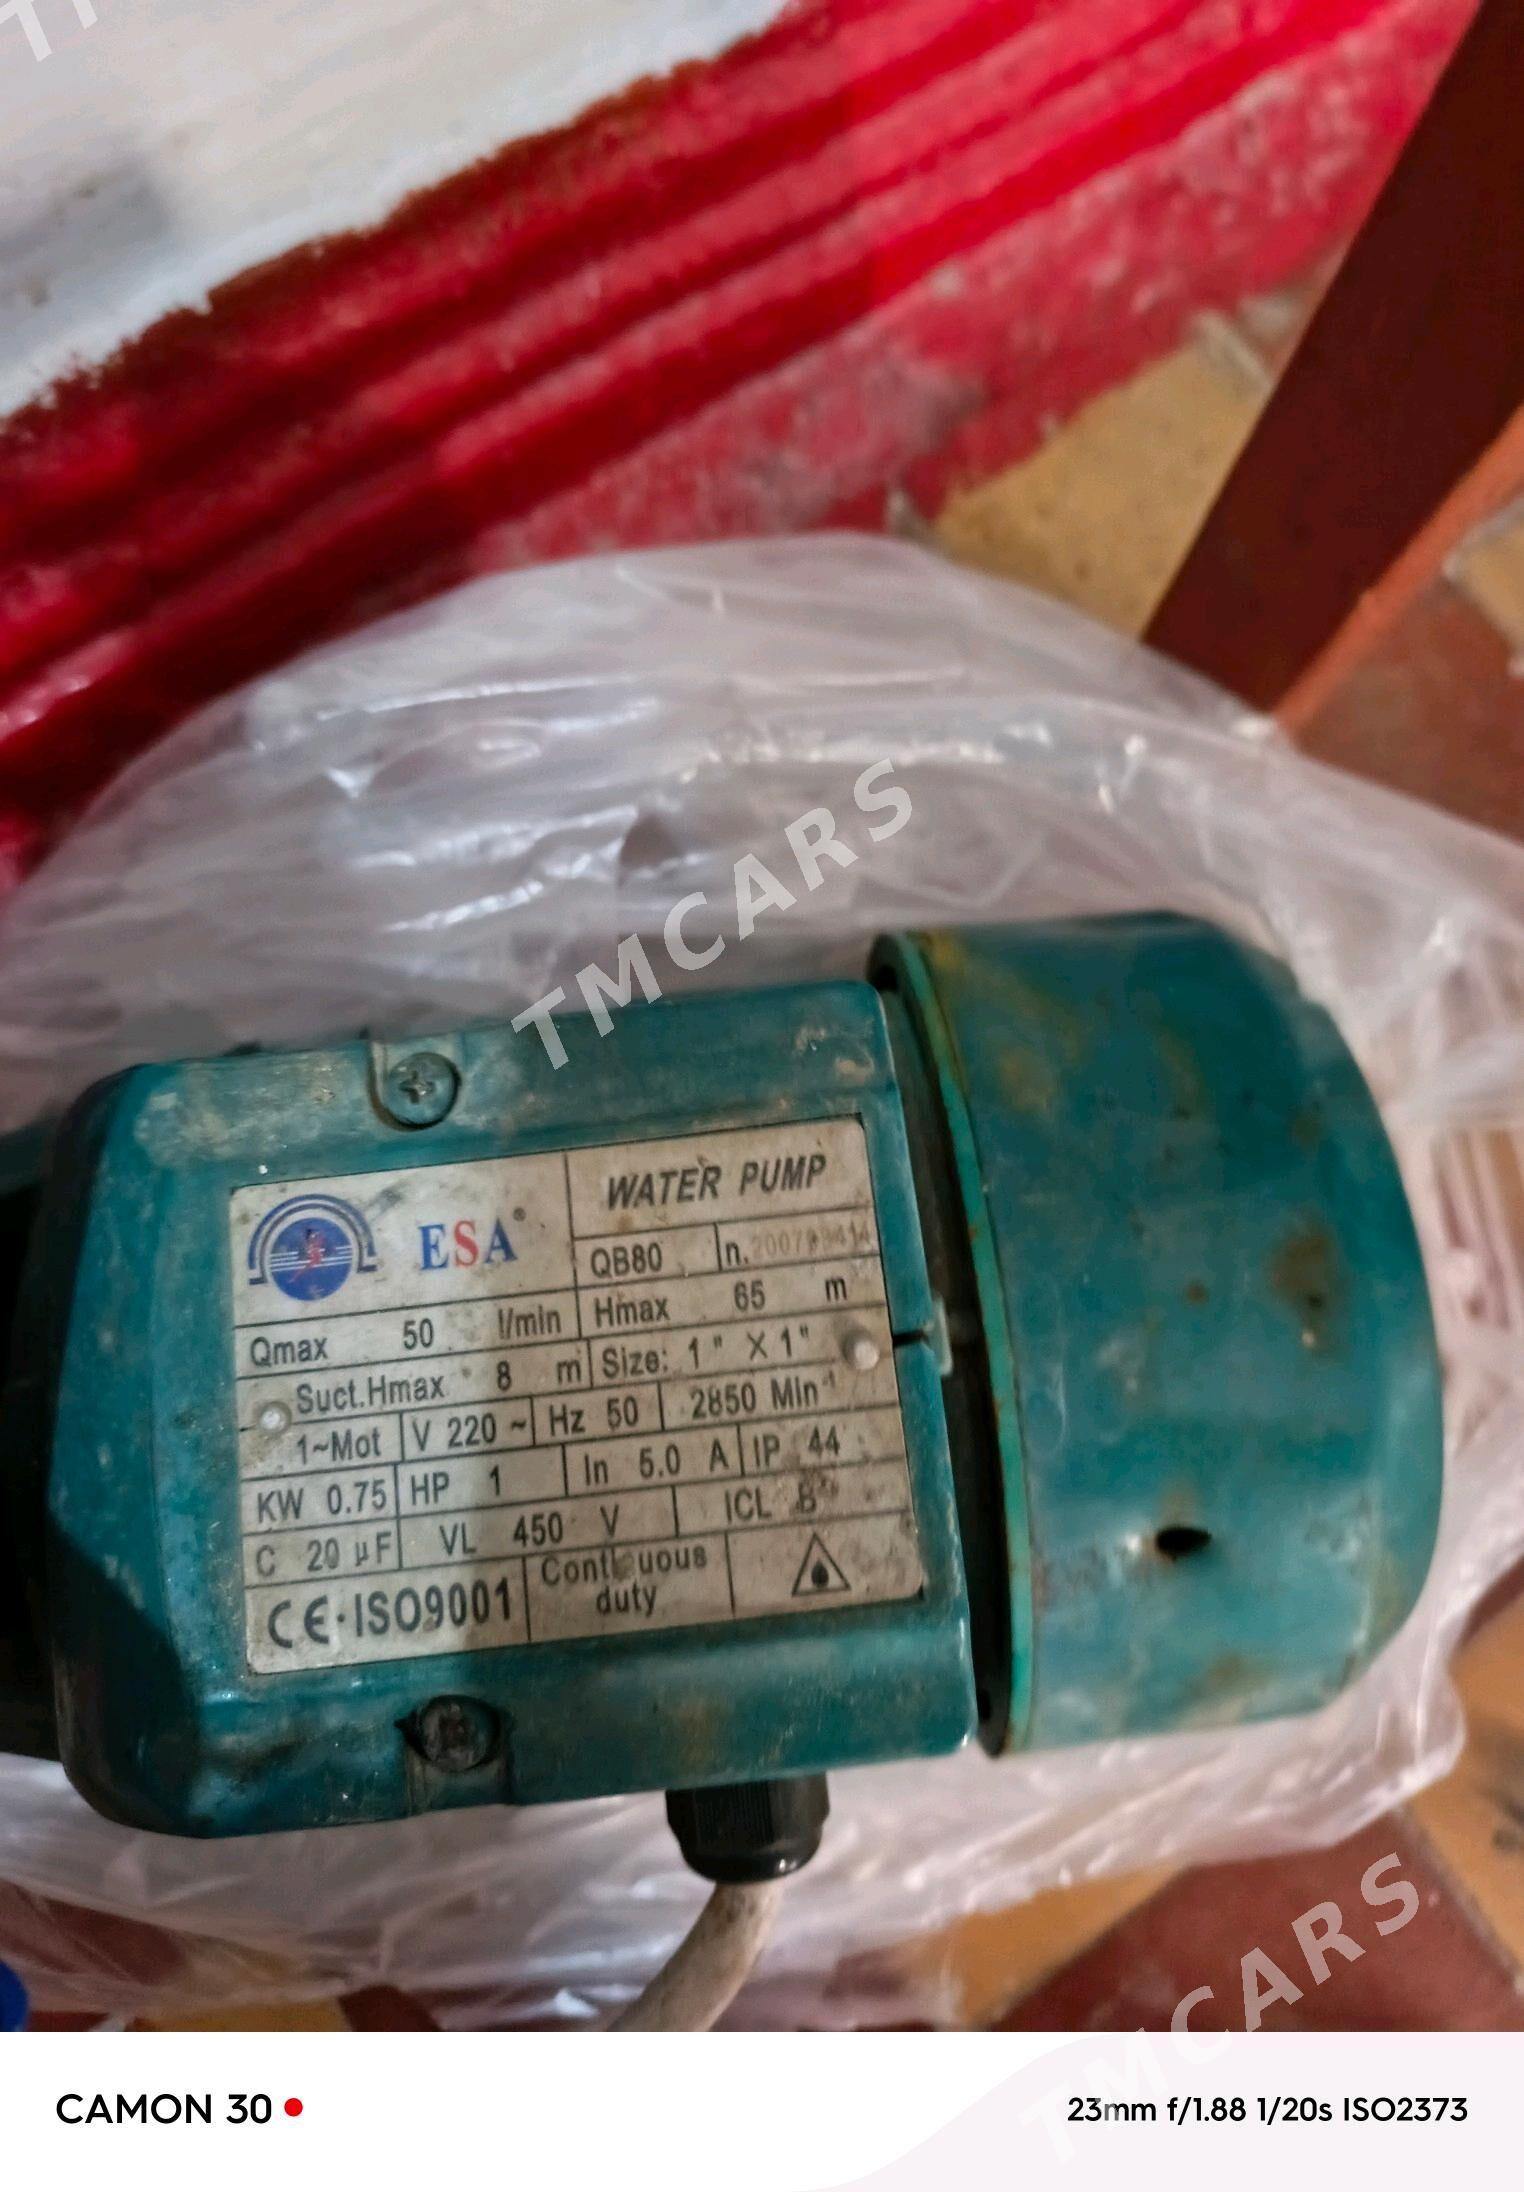 TMCARS
ESA®
WATER PUMP
QB80 n.
Qmax 50 l/min Hmax 65 m
Suct.Hmax 8 m Size: 1" X 1"
1~Mot V 220 ~ Hz 50 2850 Min⁻¹
KW 0.75 HP 1 In 5.0 A IP 44
C 20 µF VL 450 V ICL B
CE·ISO9001 Continuous duty
TMCARS
CAMON 30
23mm f/1.88 1/20s ISO2373